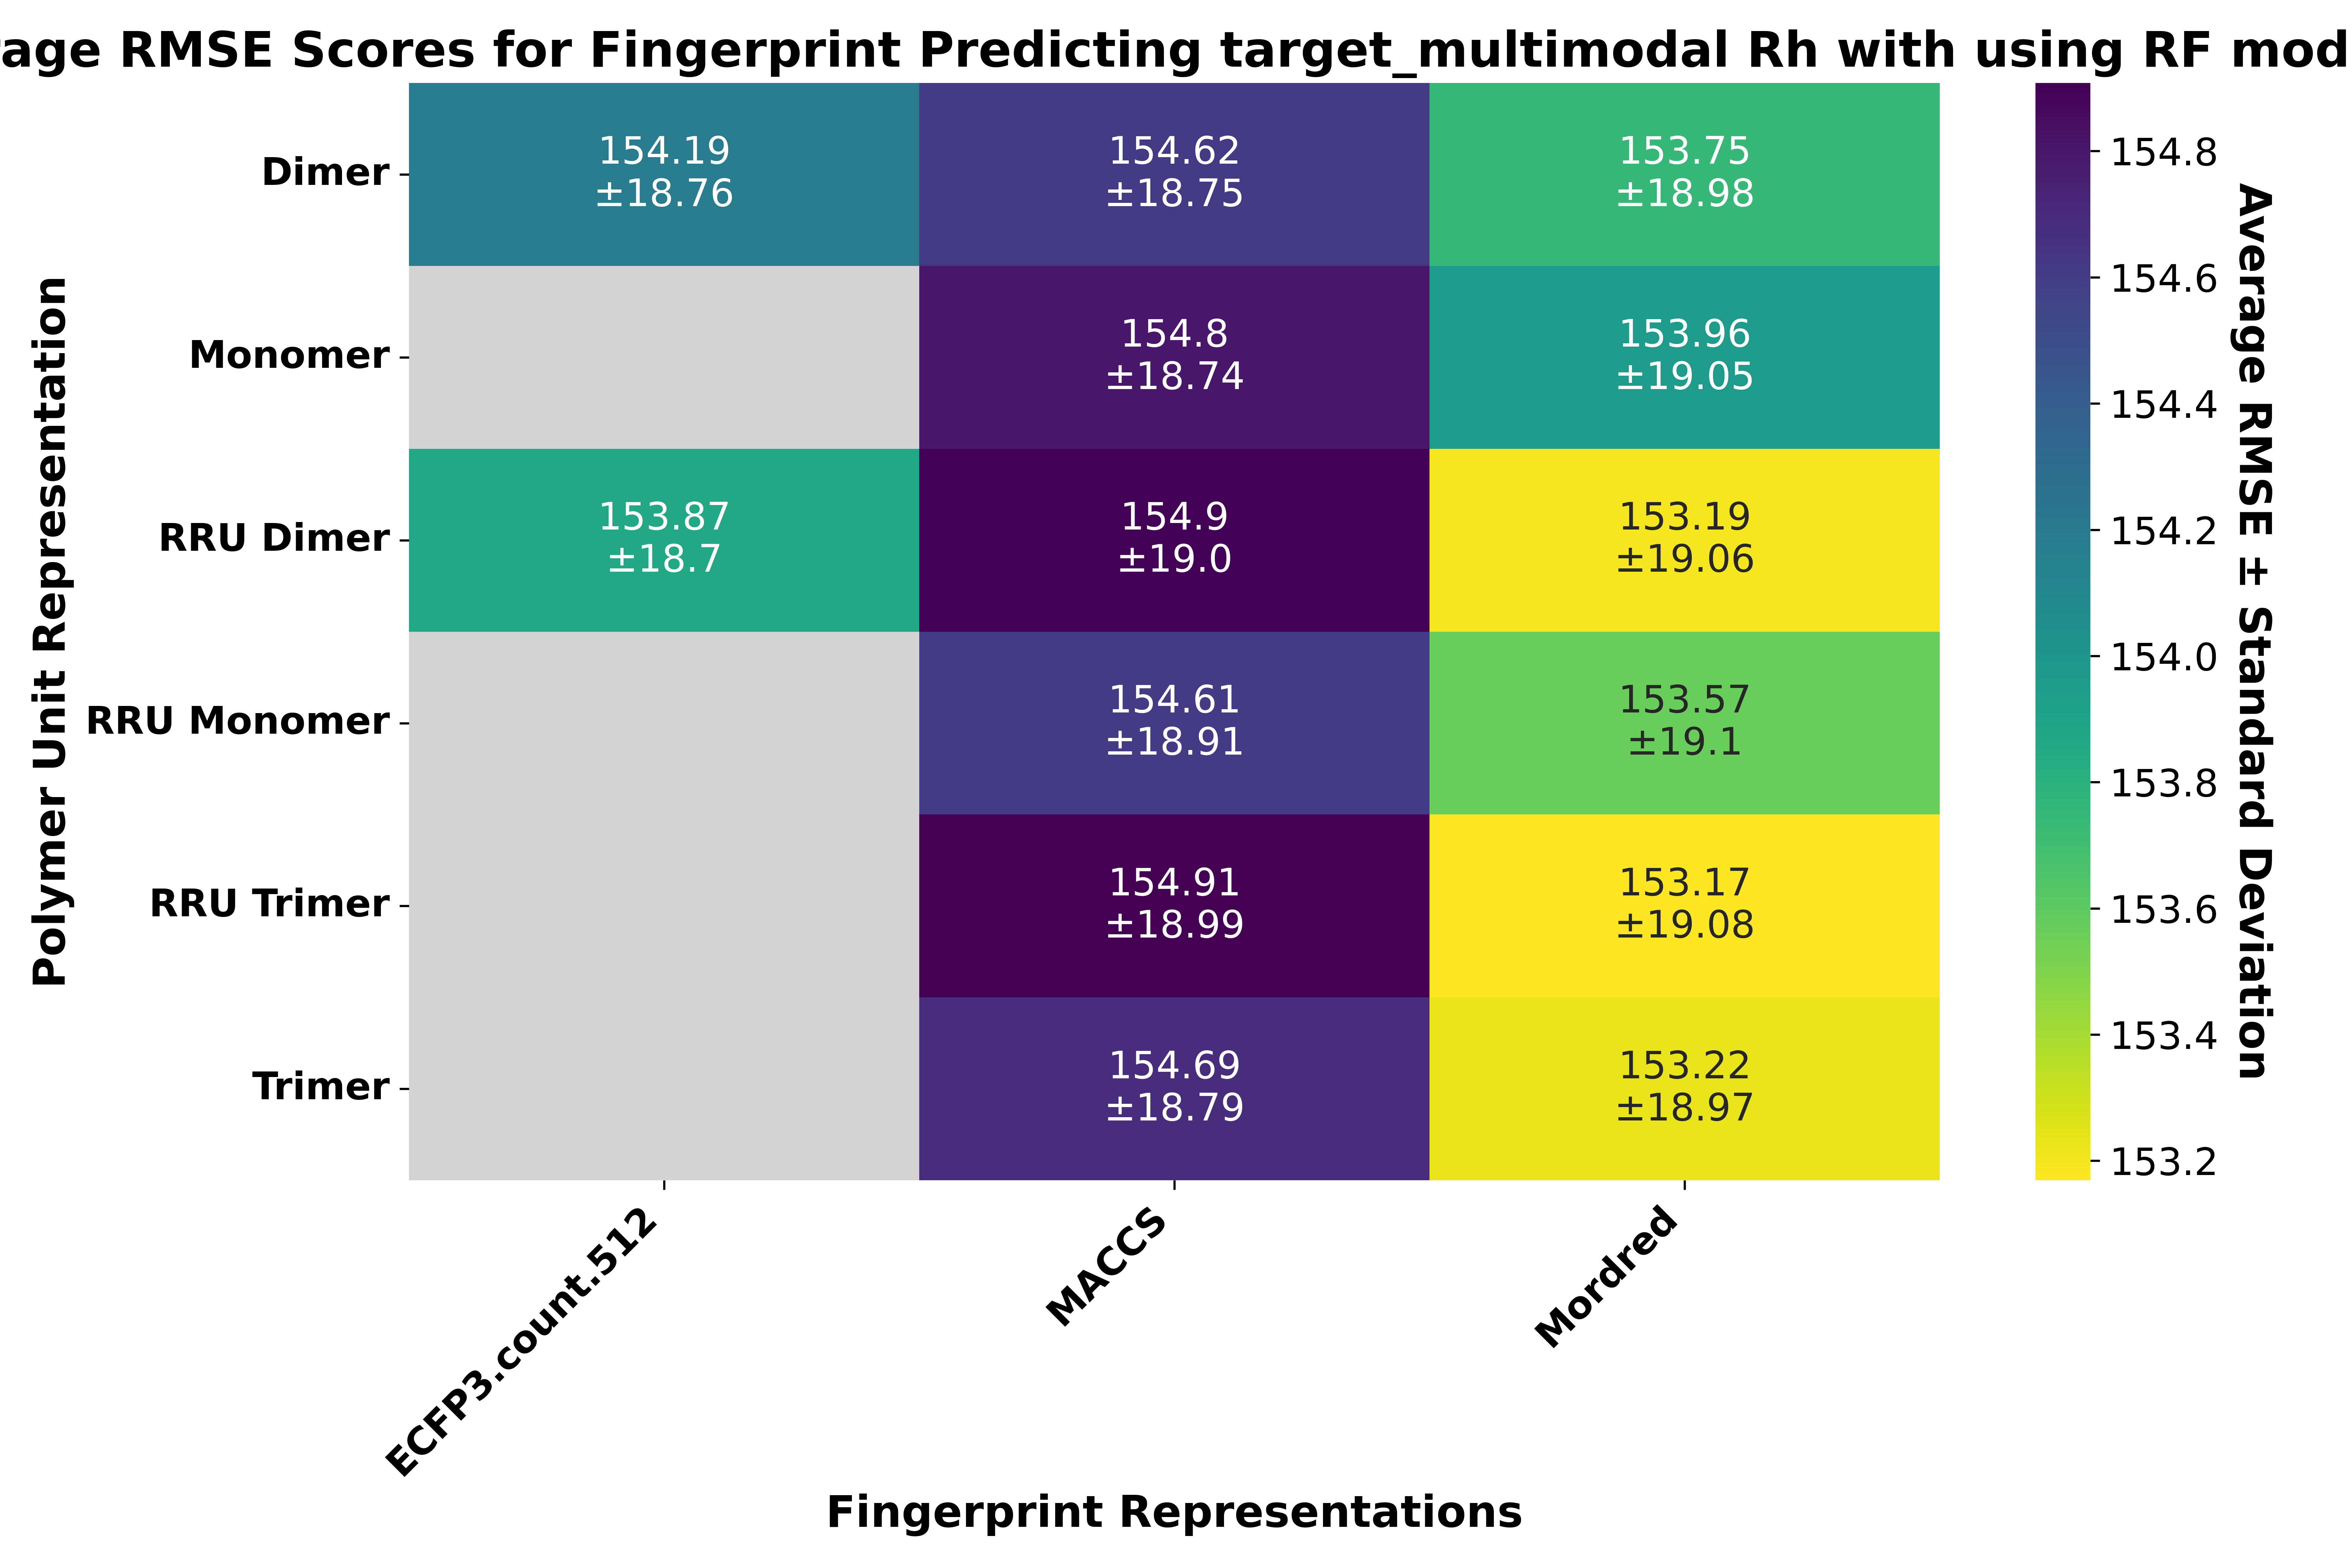 RMSE Scores for Fingerprint Predicting target_multimodal Rh with using RF
Dimer
154.19
±18.76
154.62
±18.75
153.75
±18.98
Monomer
154.8
±18.74
153.96
±19.05
RRU Dimer
153.87
±18.7
154.9
±19.0
153.19
±19.06
RRU Monomer
154.61
±18.91
153.57
±19.1
RRU Trimer
154.91
±18.99
153.17
±19.08
Trimer
154.69
±18.79
153.22
±18.97
Polymer Unit Representation
ECFP3.count.512
MACCS
Mordred
Fingerprint Representations
154.8
154.6
154.4
154.2
154.0
153.8
153.6
153.4
153.2
Average RMSE ± Standard Deviation